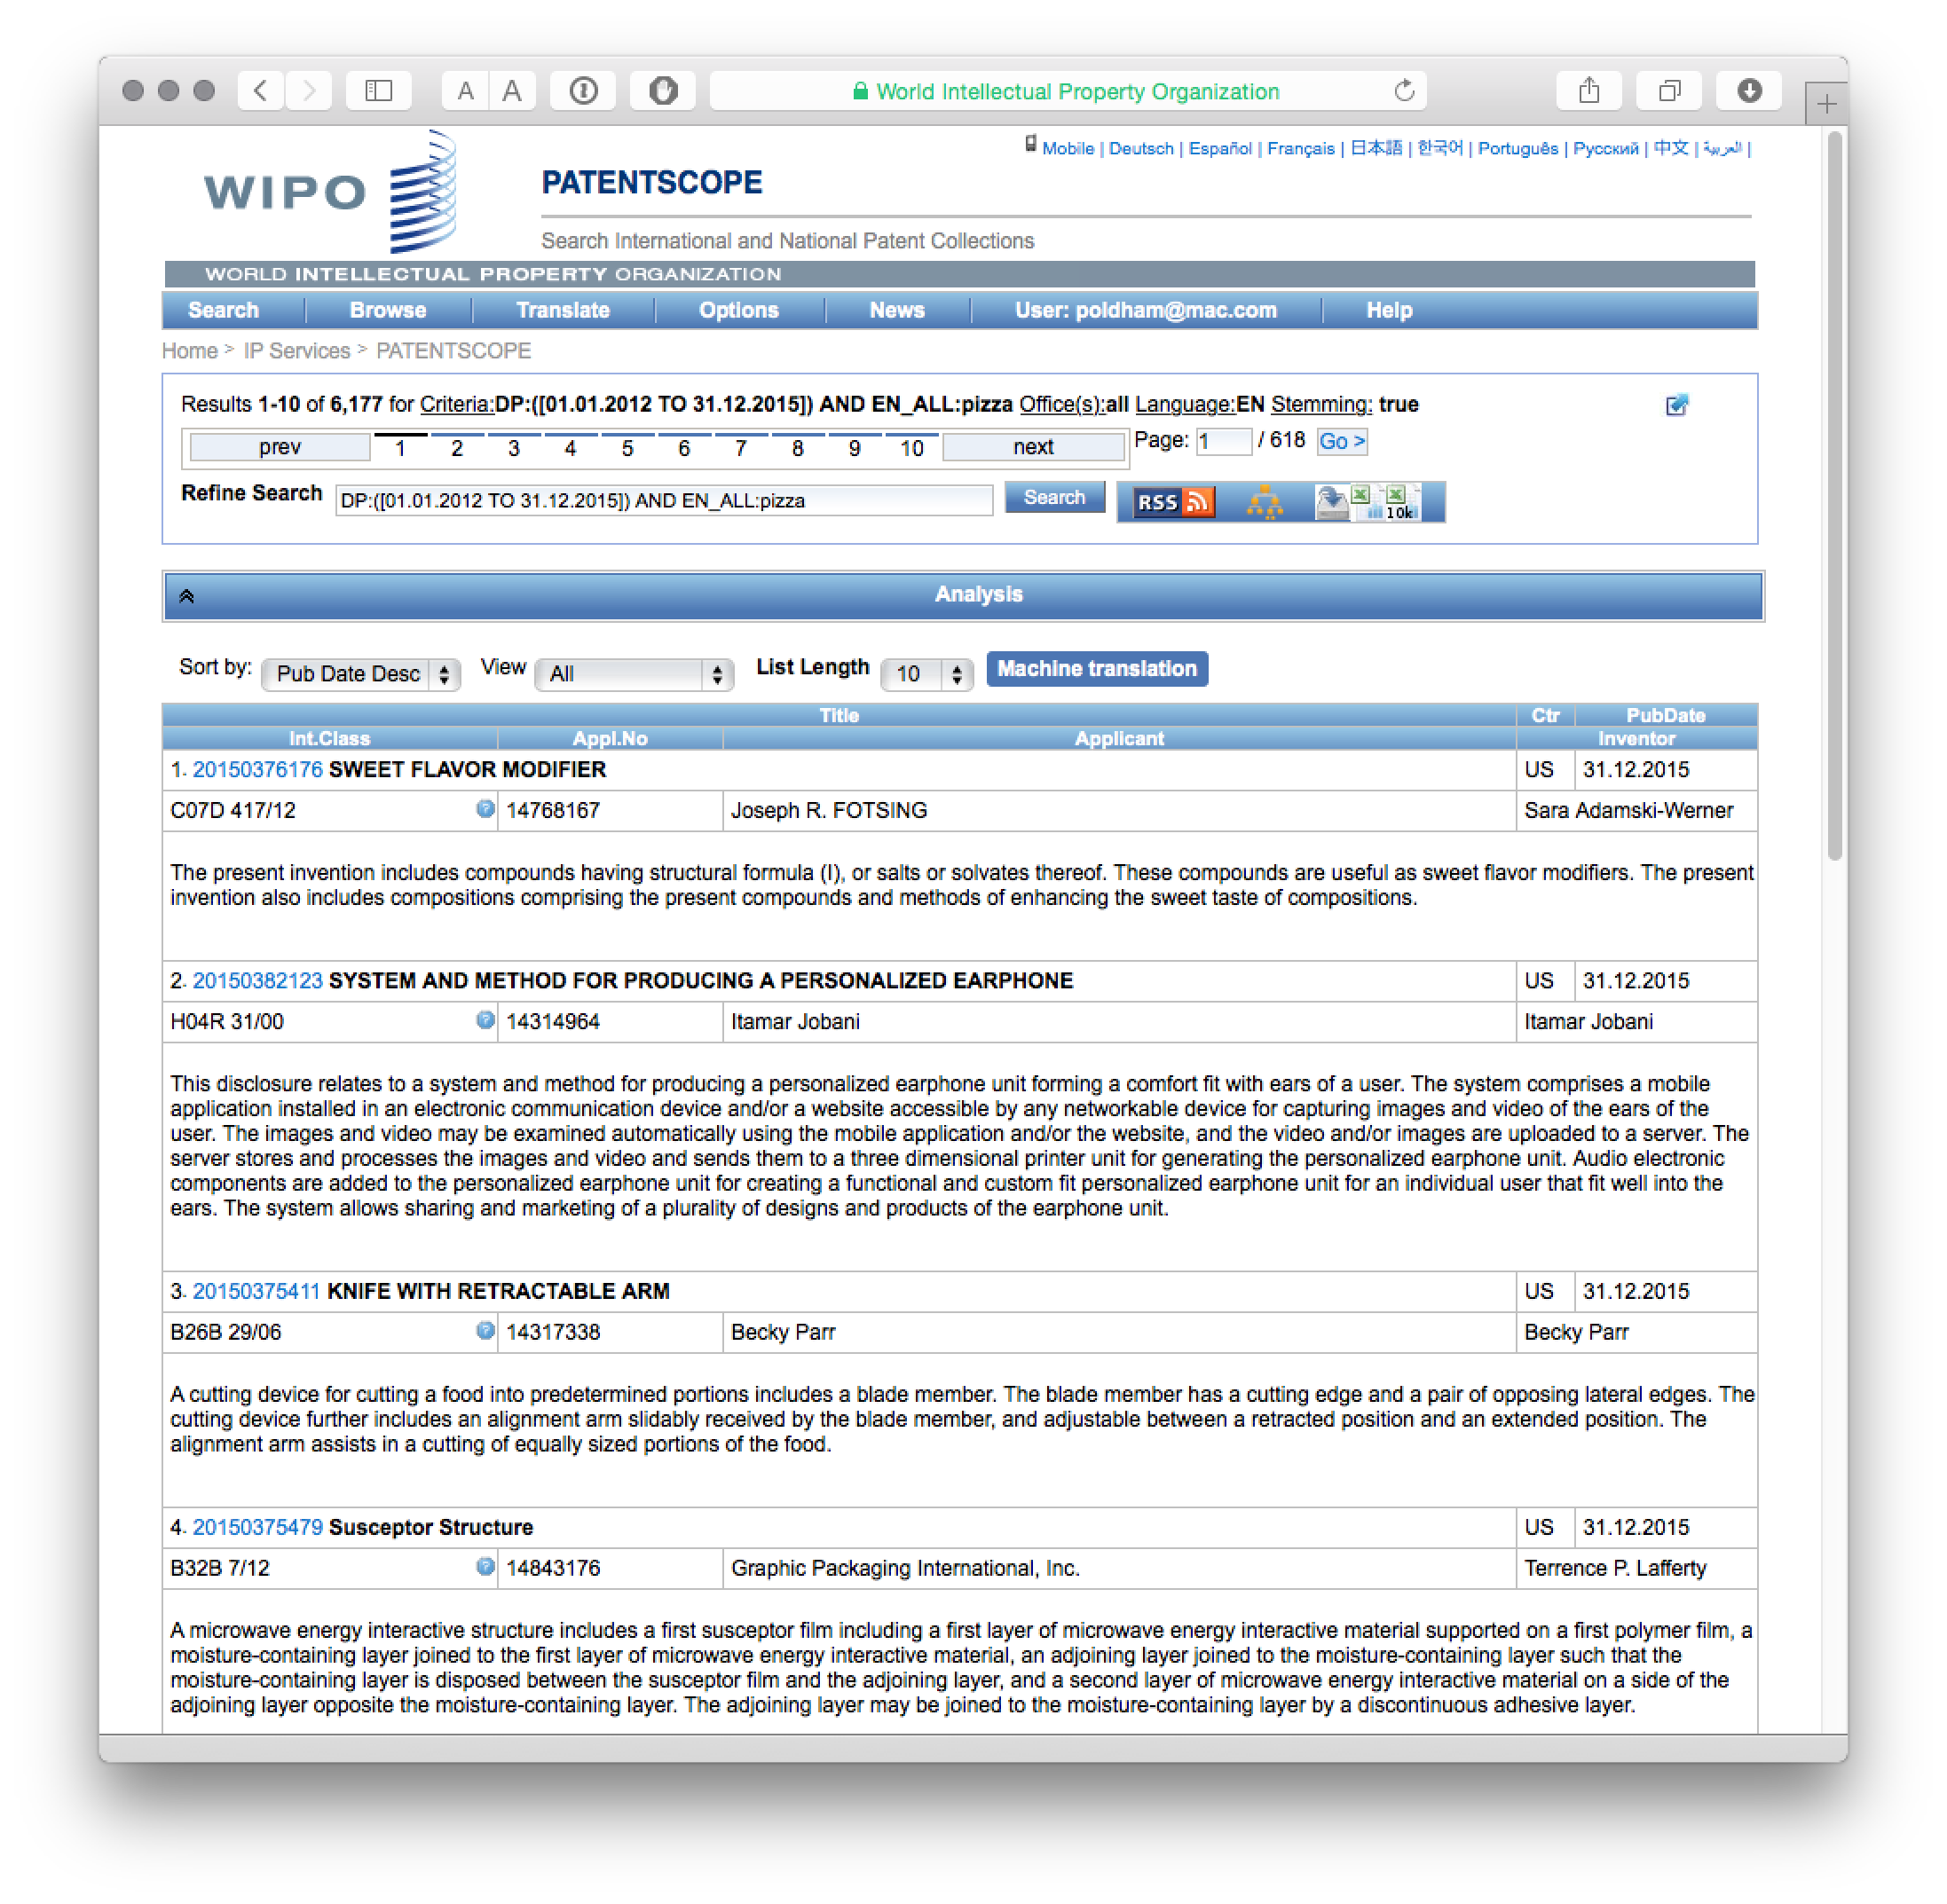 A A World Intellectual Property Organization
Mobile | Deutsch | Español | Français | 日本語 | 한국어 | Português | Русский | 中文 | العربية |
WIPO
PATENTSCOPE
Search International and National Patent Collections
WORLD INTELLECTUAL PROPERTY ORGANIZATION
Search Browse Translate Options News User: poldham@mac.com Help
Home > IP Services > PATENTSCOPE
Results 1-10 of 6,177 for Criteria:DP:([01.01.2012 TO 31.12.2015]) AND EN_ALL:pizza Office(s):all Language:EN Stemming: true
prev 1 2 3 4 5 6 7 8 9 10 next Page: 1 / 618 Go >
Refine Search DP:([01.01.2012 TO 31.12.2015]) AND EN_ALL:pizza Search RSS 10k
Analysis
Sort by: Pub Date Desc View All List Length 10 Machine translation
Title Ctr PubDate
Int.Class Appl.No Applicant Inventor
1. 20150376176 SWEET FLAVOR MODIFIER US 31.12.2015
C07D 417/12 ? 14768167 Joseph R. FOTSING Sara Adamski-Werner
The present invention includes compounds having structural formula (I), or salts or solvates thereof. These compounds are useful as sweet flavor modifiers. The present
invention also includes compositions comprising the present compounds and methods of enhancing the sweet taste of compositions.
2. 20150382123 SYSTEM AND METHOD FOR PRODUCING A PERSONALIZED EARPHONE US 31.12.2015
H04R 31/00 ? 14314964 Itamar Jobani Itamar Jobani
This disclosure relates to a system and method for producing a personalized earphone unit forming a comfort fit with ears of a user. The system comprises a mobile
application installed in an electronic communication device and/or a website accessible by any networkable device for capturing images and video of the ears of the
user. The images and video may be examined automatically using the mobile application and/or the website, and the video and/or images are uploaded to a server. The
server stores and processes the images and video and sends them to a three dimensional printer unit for generating the personalized earphone unit. Audio electronic
components are added to the personalized earphone unit for creating a functional and custom fit personalized earphone unit for an individual user that fit well into the
ears. The system allows sharing and marketing of a plurality of designs and products of the earphone unit.
3. 20150375411 KNIFE WITH RETRACTABLE ARM US 31.12.2015
B26B 29/06 ? 14317338 Becky Parr Becky Parr
A cutting device for cutting a food into predetermined portions includes a blade member. The blade member has a cutting edge and a pair of opposing lateral edges. The
cutting device further includes an alignment arm slidably received by the blade member, and adjustable between a retracted position and an extended position. The
alignment arm assists in a cutting of equally sized portions of the food.
4. 20150375479 Susceptor Structure US 31.12.2015
B32B 7/12 ? 14843176 Graphic Packaging International, Inc. Terrence P. Lafferty
A microwave energy interactive structure includes a first susceptor film including a first layer of microwave energy interactive material supported on a first polymer film, a
moisture-containing layer joined to the first layer of microwave energy interactive material, an adjoining layer joined to the moisture-containing layer such that the
moisture-containing layer is disposed between the susceptor film and the adjoining layer, and a second layer of microwave energy interactive material on a side of the
adjoining layer opposite the moisture-containing layer. The adjoining layer may be joined to the moisture-containing layer by a discontinuous adhesive layer.